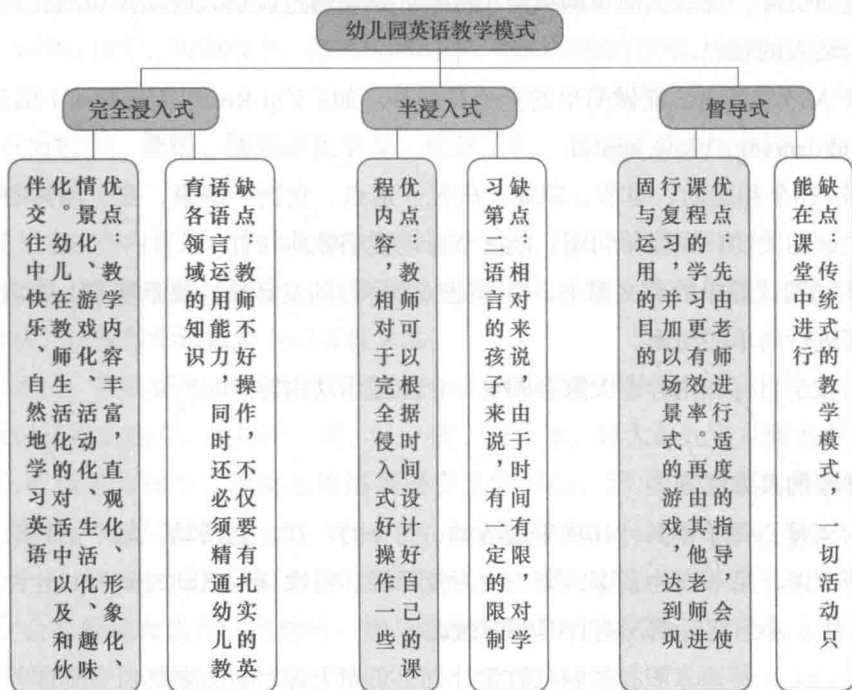 幼儿园英语教学模式
完全浸入式
半浸入式
督导式
优点：教学内容丰富、直观化、形象化、
情景化、游戏化、活动化、生活化、趣味
化。幼儿在教师生活化的对话中以及和伙
伴交往中快乐、自然地学习英语
缺点：教师不好操作，不仅要有扎实的英
语语言运用能力，同时还必须精通幼儿教
育各领域的知识
优点：教师可以根据时间设计好自己的课
程内容，相对于完全侵入式好操作一些
缺点：相对来说，由于时间有限，对学
习第二语言的孩子来说，有一定的限制
优点：先由老师进行适度的指导，会使
课程的学习更有效率，再由其他老师进
行复习，并加以场景式的游戏，达到巩
固与运用的目的
缺点：传统式的教学模式，一切活动只
能在课堂中进行